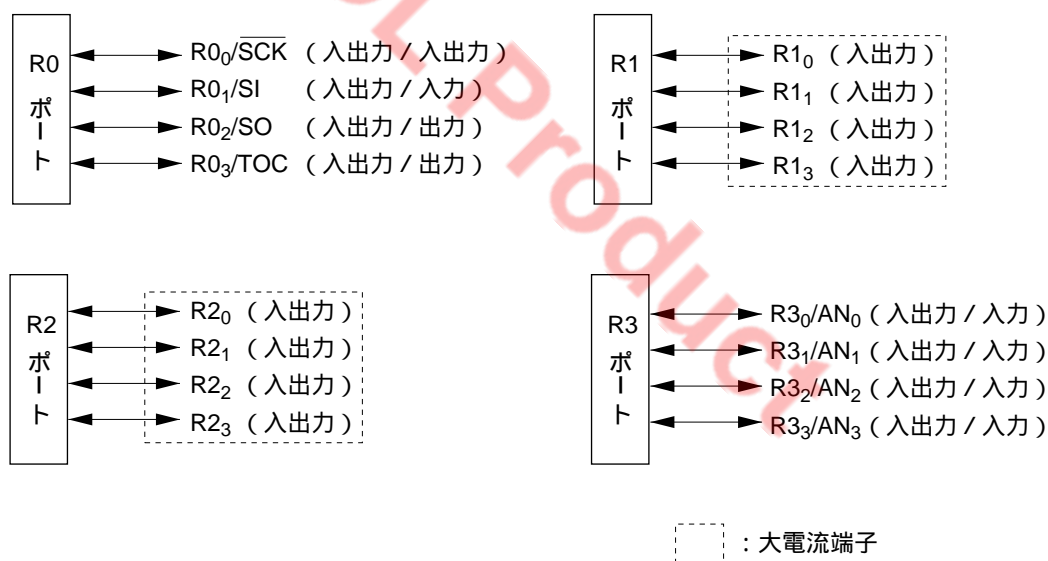 R0
ポート
R0₀/S̅C̅K̅ (入出力/入出力)
R0₁/SI (入出力/入力)
R0₂/SO (入出力/出力)
R0₃/TOC (入出力/出力)
R1
ポート
R1₀ (入出力)
R1₁ (入出力)
R1₂ (入出力)
R1₃ (入出力)
R2
ポート
R2₀ (入出力)
R2₁ (入出力)
R2₂ (入出力)
R2₃ (入出力)
R3
ポート
R3₀/AN₀ (入出力/入力)
R3₁/AN₁ (入出力/入力)
R3₂/AN₂ (入出力/入力)
R3₃/AN₃ (入出力/入力)
:大電流端子
OL Product